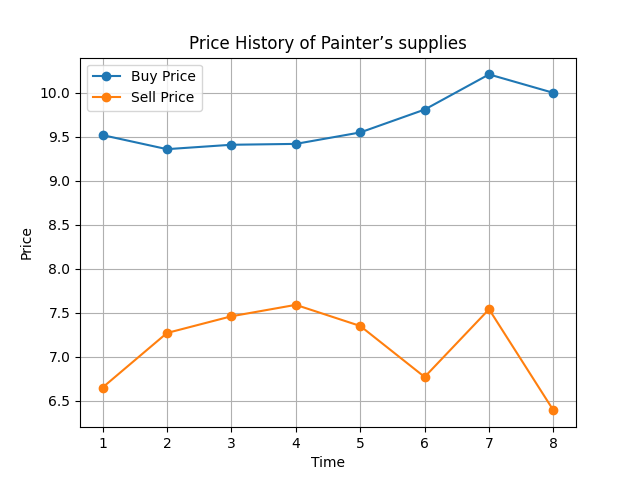 Price History of Painter’s supplies
Buy Price
Sell Price
10.0
9.5
9.0
8.5
8.0
7.5
7.0
6.5
Price
1 2 3 4 5 6 7 8
Time